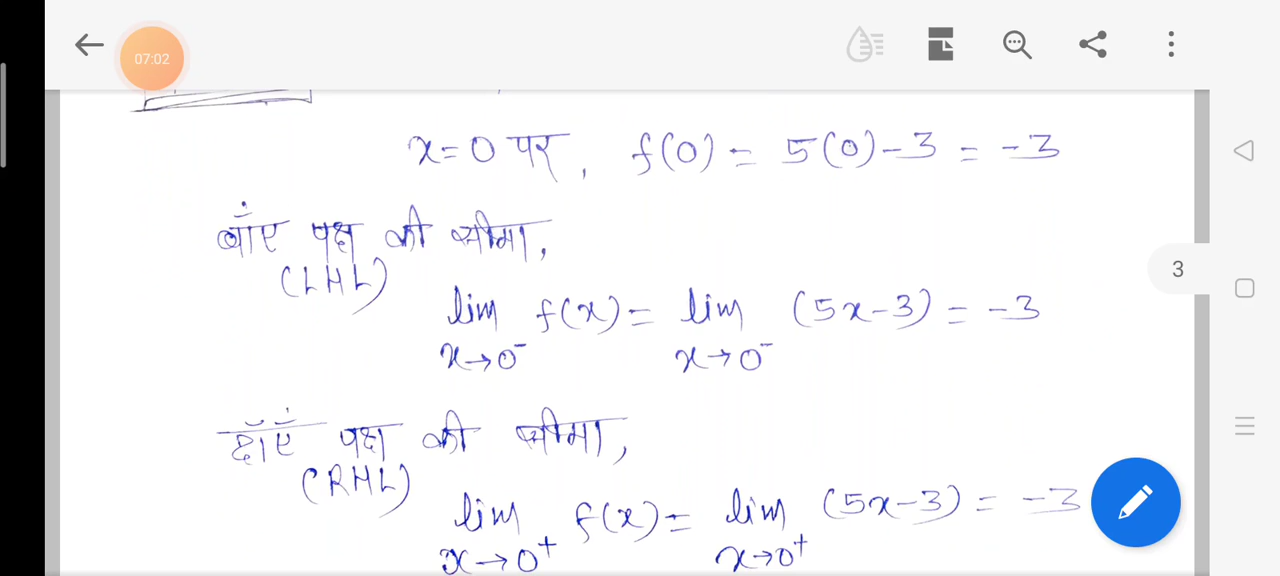 07:02
x=0 पर, f(0) = 5(0)-3 = -3
बाँए पक्ष की सीमा,
(LHL)
3
lim f(x) = lim (5x-3) = -3
x→0⁻ x→0⁻
दाँएँ पक्ष की सीमा,
(RHL)
lim f(x) = lim (5x-3) = -3
x→0⁺ x→0⁺